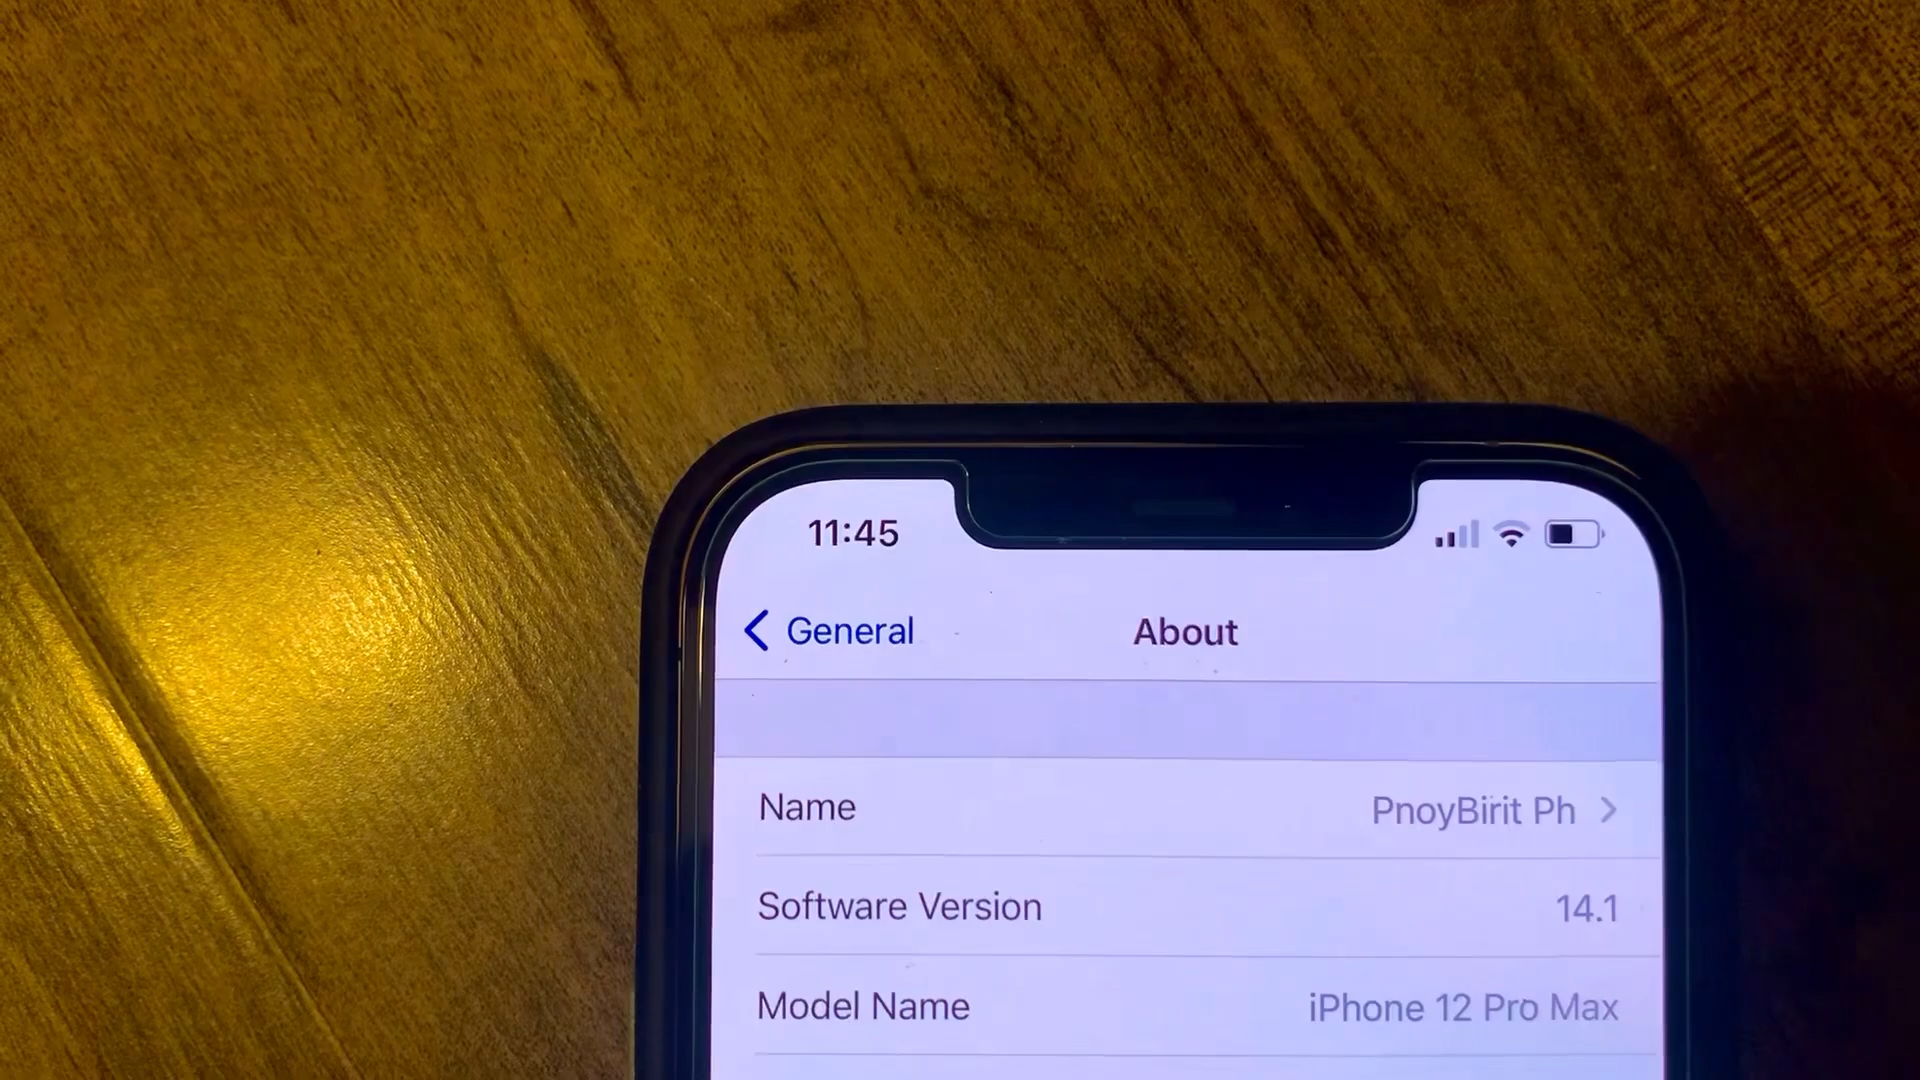 11:45
General
About
Name PnoyBirit Ph
Software Version 14.1
Model Name iPhone 12 Pro Max